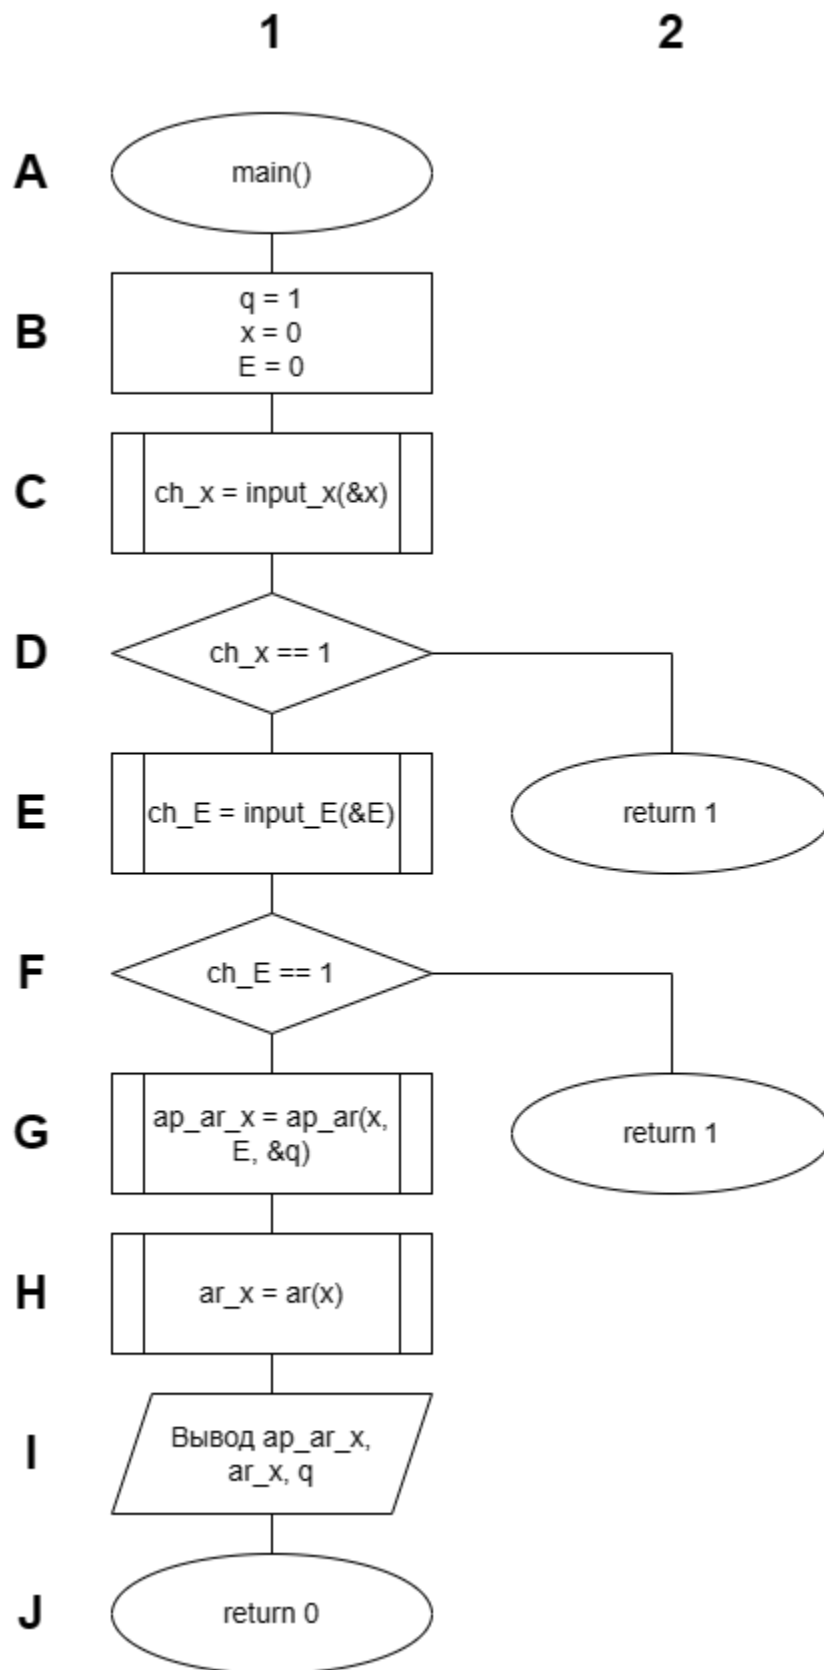 1 2
A
main()
B
q = 1
x = 0
E = 0
C
ch_x = input_x(&x)
D
ch_x == 1
E
ch_E = input_E(&E)
return 1
F
ch_E == 1
G
ap_ar_x = ap_ar(x,
E, &q)
return 1
H
ar_x = ar(x)
I
Вывод ap_ar_x,
ar_x, q
J
return 0